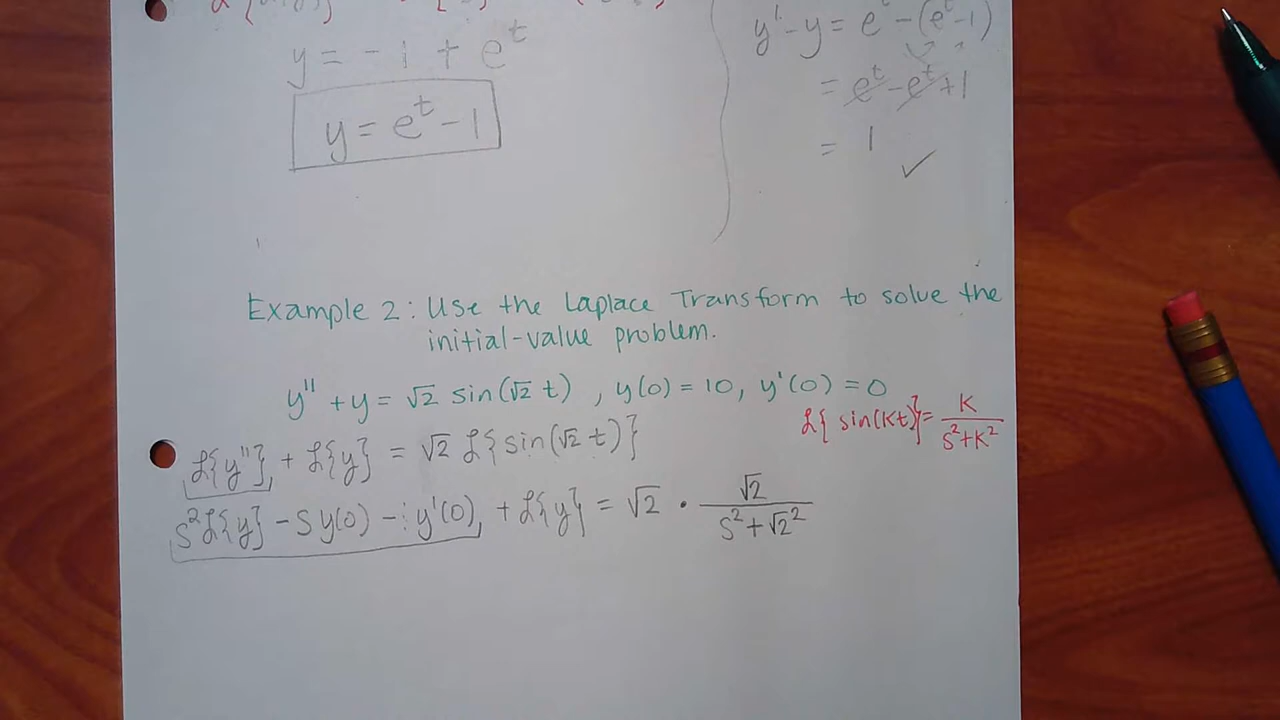 y = -1 + e^t
y = e^t - 1
y' - y = e^t - (e^t - 1)
= e^t - e^t + 1
= 1 ✓
Example 2: Use the Laplace Transform to solve the
initial-value problem.
y'' + y = √2 sin(√2 t) , y(0) = 10, y'(0) = 0
ℒ{sin(kt)} = k/(s²+k²)
ℒ{y''} + ℒ{y} = √2 ℒ{sin(√2 t)}
s²ℒ{y} - sy(0) - y'(0) + ℒ{y} = √2 · √2/(s²+√2²)